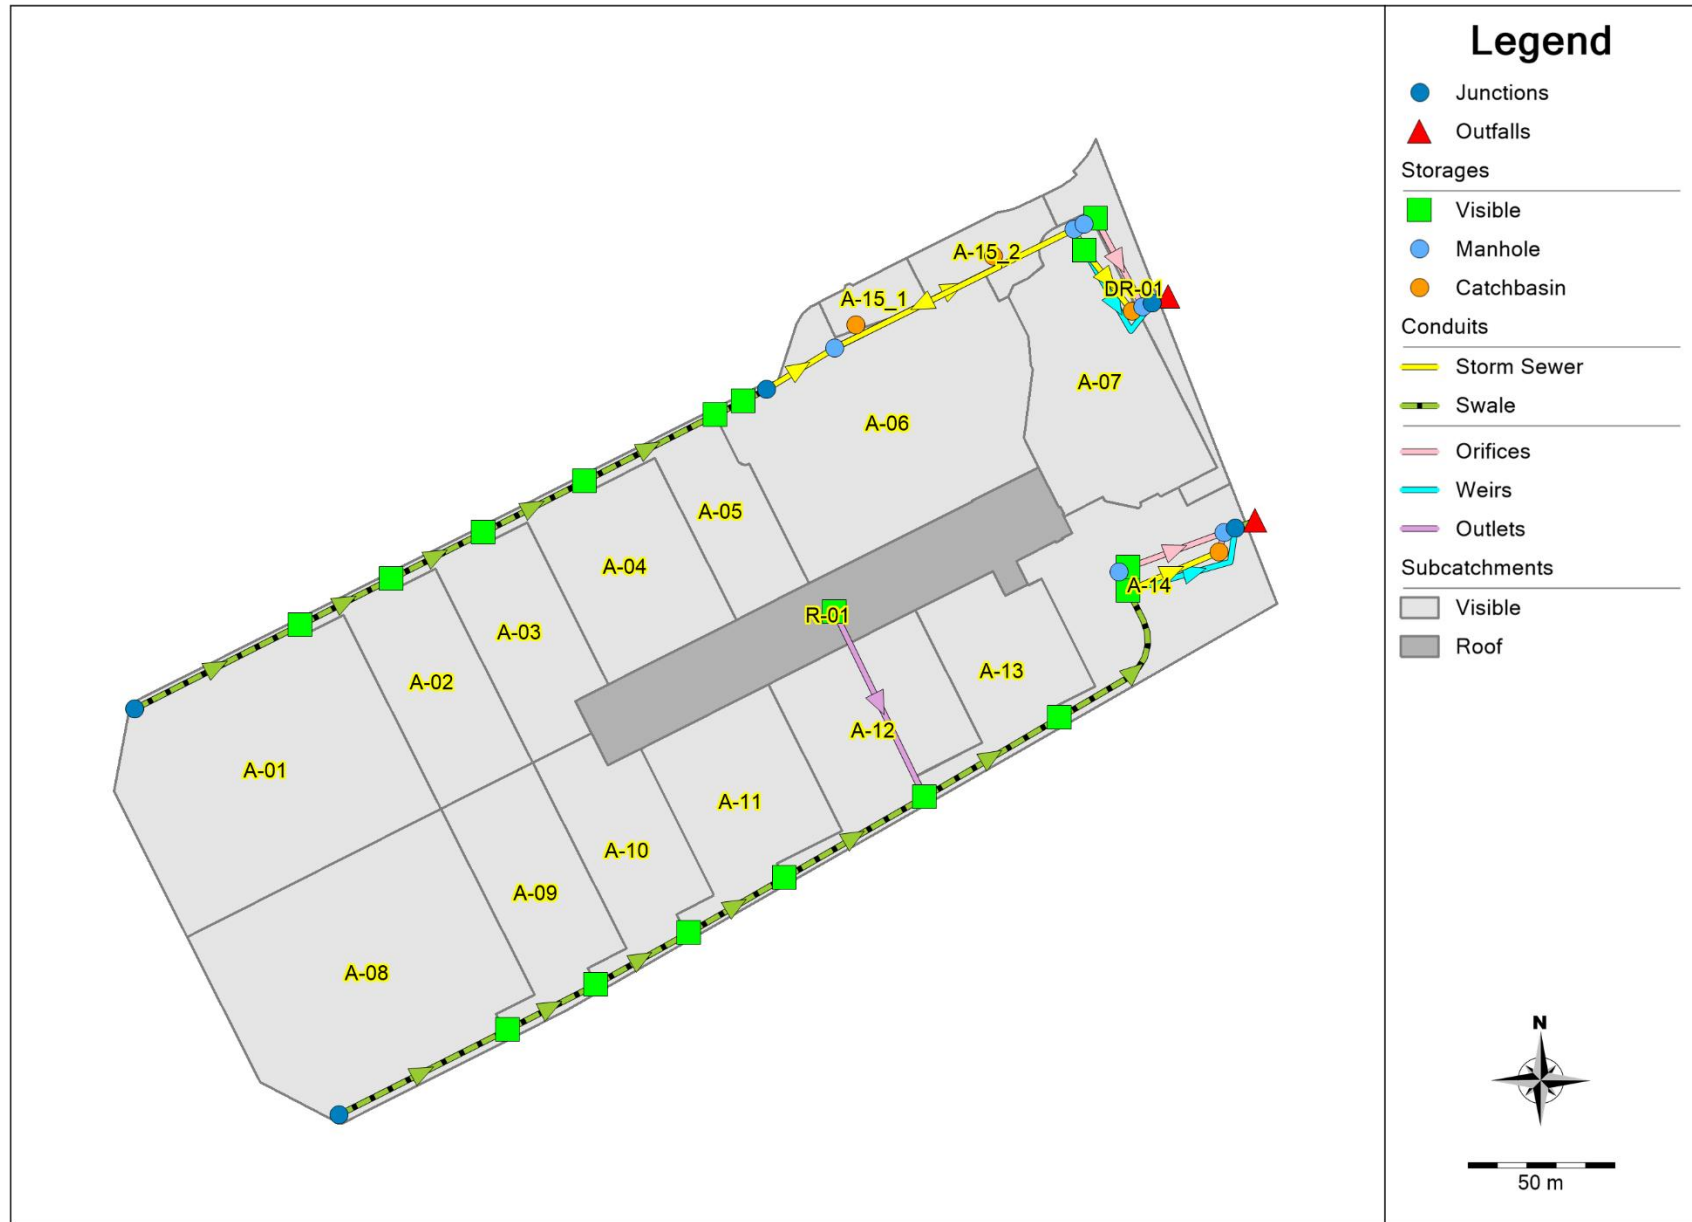 Legend
Junctions
Outfalls
Storages
Visible
Manhole
Catchbasin
Conduits
Storm Sewer
Swale
Orifices
Weirs
Outlets
Subcatchments
Visible
Roof
A-15_2
A-15_1
DR-01
A-07
A-06
A-05
A-04
A-14
R-01
A-03
A-13
A-02
A-12
A-01
A-11
A-10
A-09
A-08
N
50 m